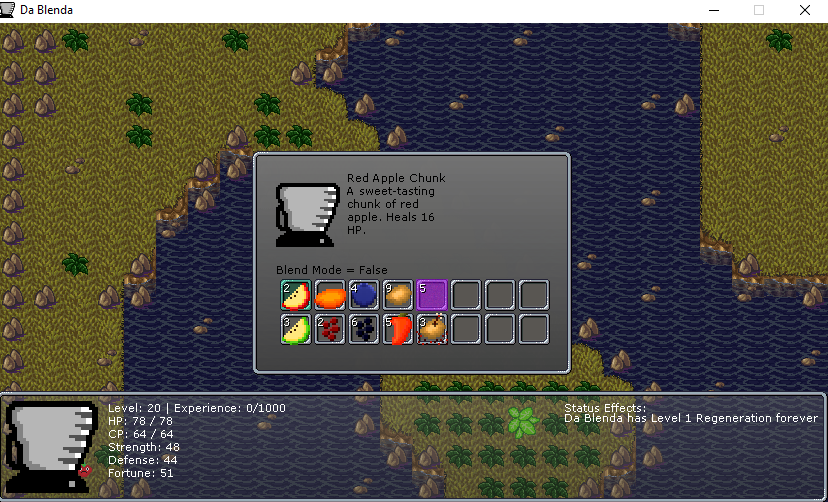 Da Blenda
Red Apple Chunk
A sweet-tasting
chunk of red
apple. Heals 16
HP.
Blend Mode = False
2 4 9 5
3 2 6 5 3
Level: 20 | Experience: 0/1000
HP: 78 / 78
CP: 64 / 64
Strength: 48
Defense: 44
Fortune: 51
Status Effects:
Da Blenda has Level 1 Regeneration forever